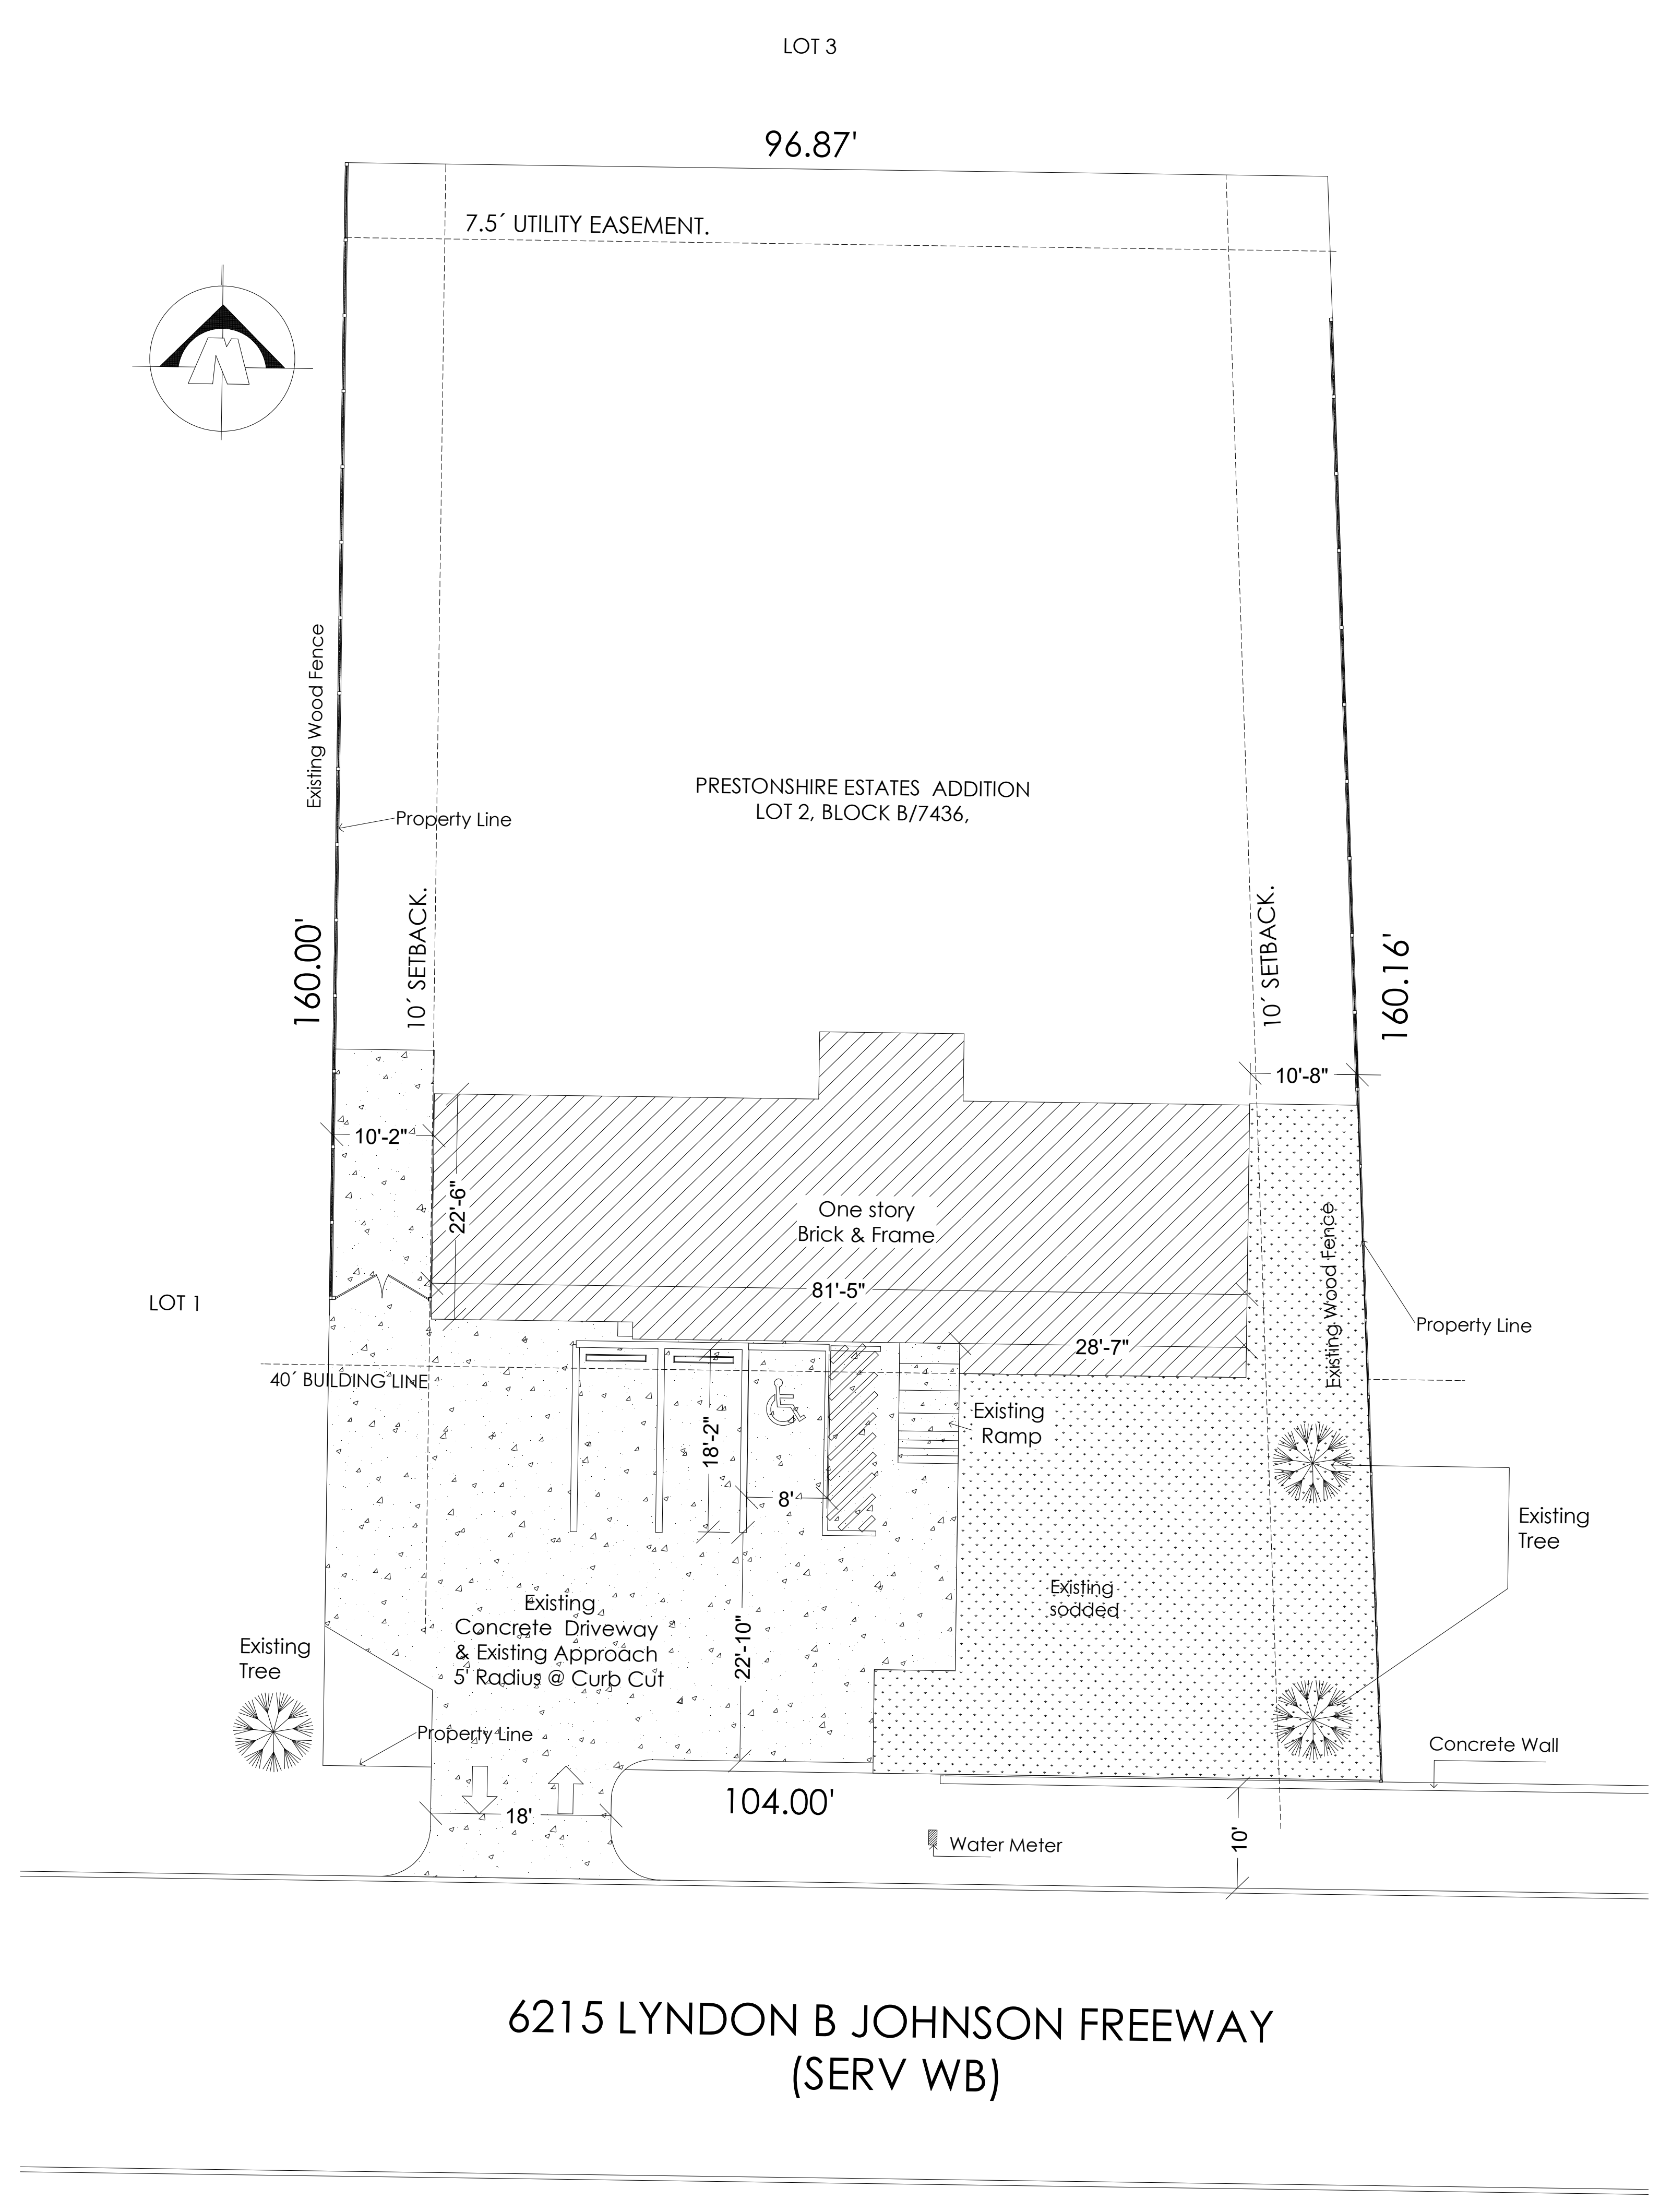 LOT 3
96.87'
7.5´ UTILITY EASEMENT.
N
Existing Wood Fence
PRESTONSHIRE ESTATES ADDITION
LOT 2, BLOCK B/7436,
Property Line
10´ SETBACK.
10´ SETBACK.
160.00'
160.16'
10'-8"
10'-2"
22'-6"
One story
Brick & Frame
Existing Wood Fence
81'-5"
LOT 1
Property Line
28'-7"
40´ BUILDING LINE
Existing
Ramp
18'-2"
8'
Existing
Tree
Existing
sodded
Existing
Concrete Driveway
& Existing Approach
5' Radius @ Curb Cut
22'-10"
Existing
Tree
Property Line
Concrete Wall
104.00'
18'
Water Meter
10'
6215 LYNDON B JOHNSON FREEWAY
(SERV WB)